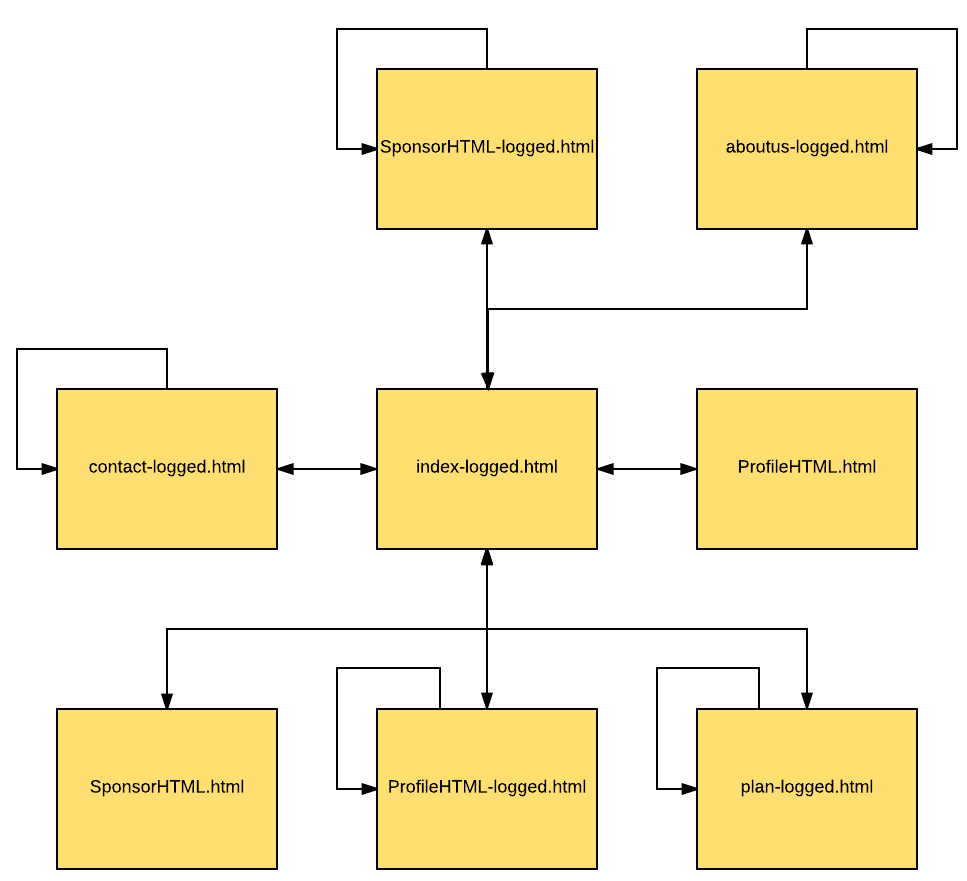 SponsorHTML-logged.html
aboutus-logged.html
contact-logged.html
index-logged.html
ProfileHTML.html
SponsorHTML.html
ProfileHTML-logged.html
plan-logged.html